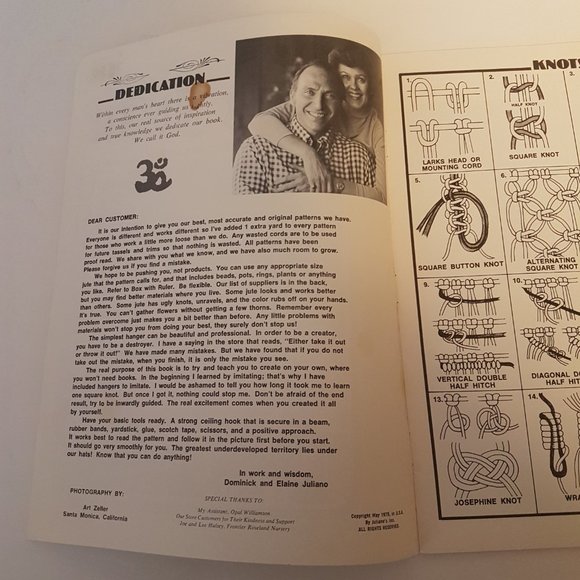 DEDICATION
Within every man's heart there is a vibration,
a conscience ever guiding us rightly.
To this, our real source of inspiration
and true knowledge we dedicate our book.
We call it God.
ॐ
DEAR CUSTOMER:
It is our intention to give you our best, most accurate and original patterns we have.
Everyone is different and works different so I've added 1 extra yard to every pattern
for those who work a little more loose than we do. Any wasted cords are to be used
for future tassels and trims so that nothing is wasted. All patterns have been
proof read. We share with you what we know, and we also have much room to grow.
Please forgive us if you find a mistake.
We hope to be pushing you, not products. You can use any appropriate size
jute that the pattern calls for, and that includes beads, pots, rings, plants or anything
you like. Refer to Box with Ruler. Be flexible. Our list of suppliers is in the back,
but you may find better materials where you live. Some jute looks and works better
than others. Some jute has ugly knots, unravels, and the color rubs off on your hands.
It's true. You can't gather flowers without getting a few thorns. Remember every
problem overcome just makes you a bit better than before. Any little problems with
materials won't stop you from doing your best, they surely don't stop us!
The simplest hanger can be beautiful and professional. In order to be a creator,
you have to be a destroyer. I have a saying in the store that reads, "Either take it out
or throw it out!" We have made many mistakes. But we have found that if you do not
take out the mistake, when you finish, it is only the mistake you see.
The real purpose of this book is to try and teach you to create on your own, where
you won't need books. In the beginning I learned by imitating; that's why I have
included hangers to imitate. I would be ashamed to tell you how long it took me to learn
one square knot. But once I got it, nothing could stop me. Don't be afraid of the end
result, try to be inwardly guided. The real excitement comes when you created it all
by yourself.
Have your basic tools ready. A strong ceiling hook that is secure in a beam,
rubber bands, yardstick, glue, scotch tape, scissors, and a positive approach.
It works best to read the pattern and follow it in the picture first before you start.
It should go very smoothly for you. The greatest underdeveloped territory lies under
our hats! Know that you can do anything!
In work and wisdom,
Dominick and Elaine Juliano
PHOTOGRAPHY BY:
Art Zeller
Santa Monica, California
SPECIAL THANKS TO:
My Assistant, Opal Williamson
Our Store Customers for Their Kindness and Support
Joe and Lee Halsey, Frontier Riseland Nursery
Copyright, May 1978, in U.S.A.
By Juliano's, Inc.
ALL RIGHTS RESERVED.
KNOTS
1.
LARKS HEAD OR
MOUNTING CORD
2.
HALF KNOT
SQUARE KNOT
3.
5.
SQUARE BUTTON KNOT
6.
ALTERNATING
SQUARE KNOT
9.
VERTICAL DOUBLE
HALF HITCH
10.
DIAGONAL DO
HALF HI
13.
JOSEPHINE KNOT
14.
WRA